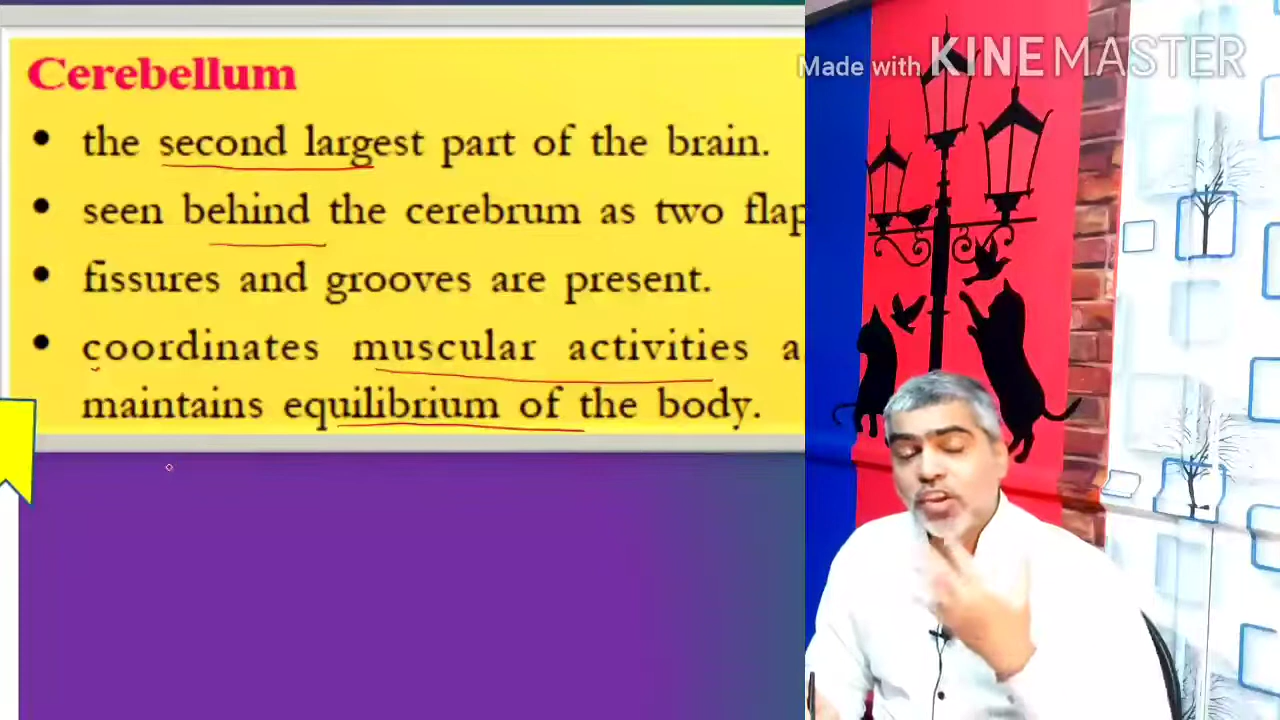 Cerebellum
• the second largest part of the brain.
• seen behind the cerebrum as two flap
• fissures and grooves are present.
• coordinates muscular activities a
maintains equilibrium of the body.
Made with KINEMASTER